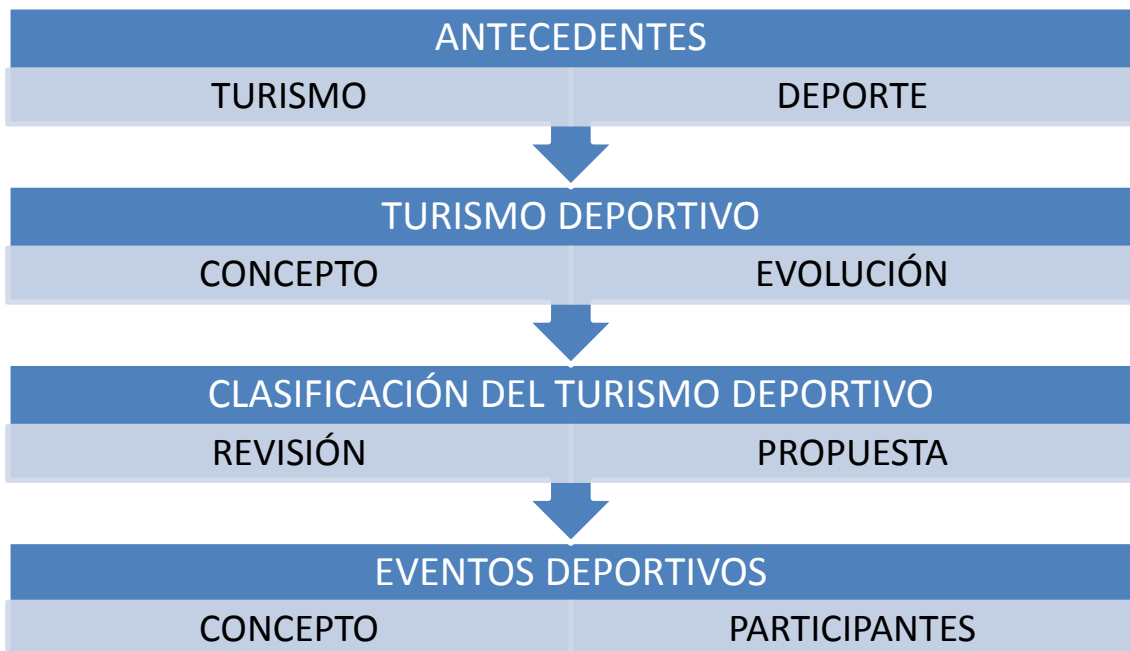 ANTECEDENTES
TURISMO DEPORTE
TURISMO DEPORTIVO
CONCEPTO EVOLUCIÓN
CLASIFICACIÓN DEL TURISMO DEPORTIVO
REVISIÓN PROPUESTA
EVENTOS DEPORTIVOS
CONCEPTO PARTICIPANTES